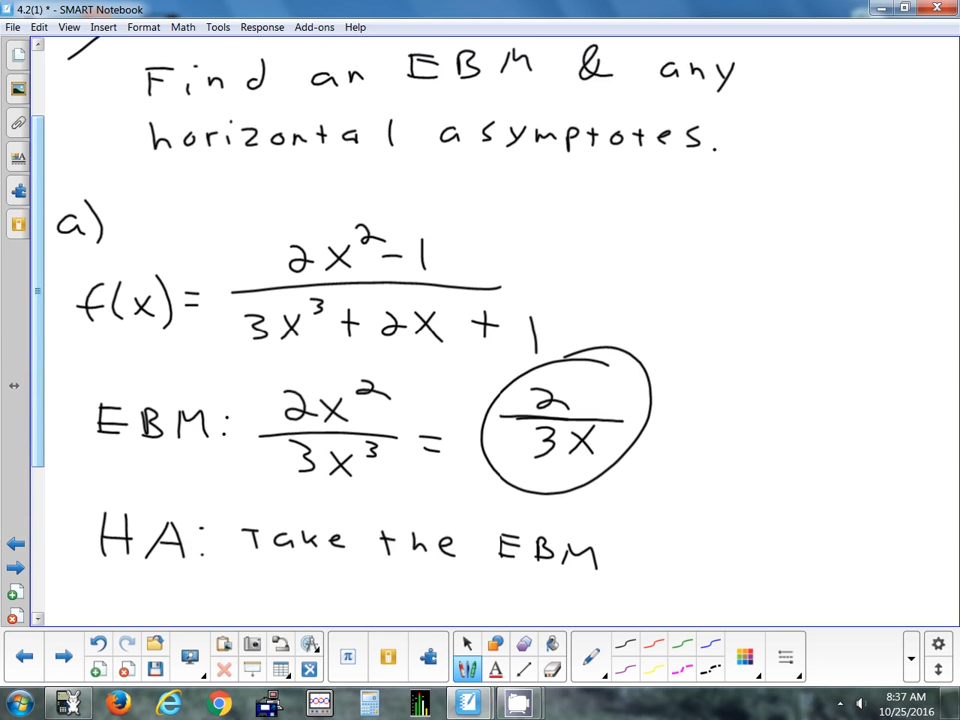 4.2(1) * - SMART Notebook
File Edit View Insert Format Math Tools Response Add-ons Help
Find an EBM & any
horizontal asymptotes.
a)
f(x) = (2x² - 1)/(3x³ + 2x + 1)
EBM: 2x²/3x³ = 2/3x
HA: Take the EBM
8:37 AM
10/25/2016